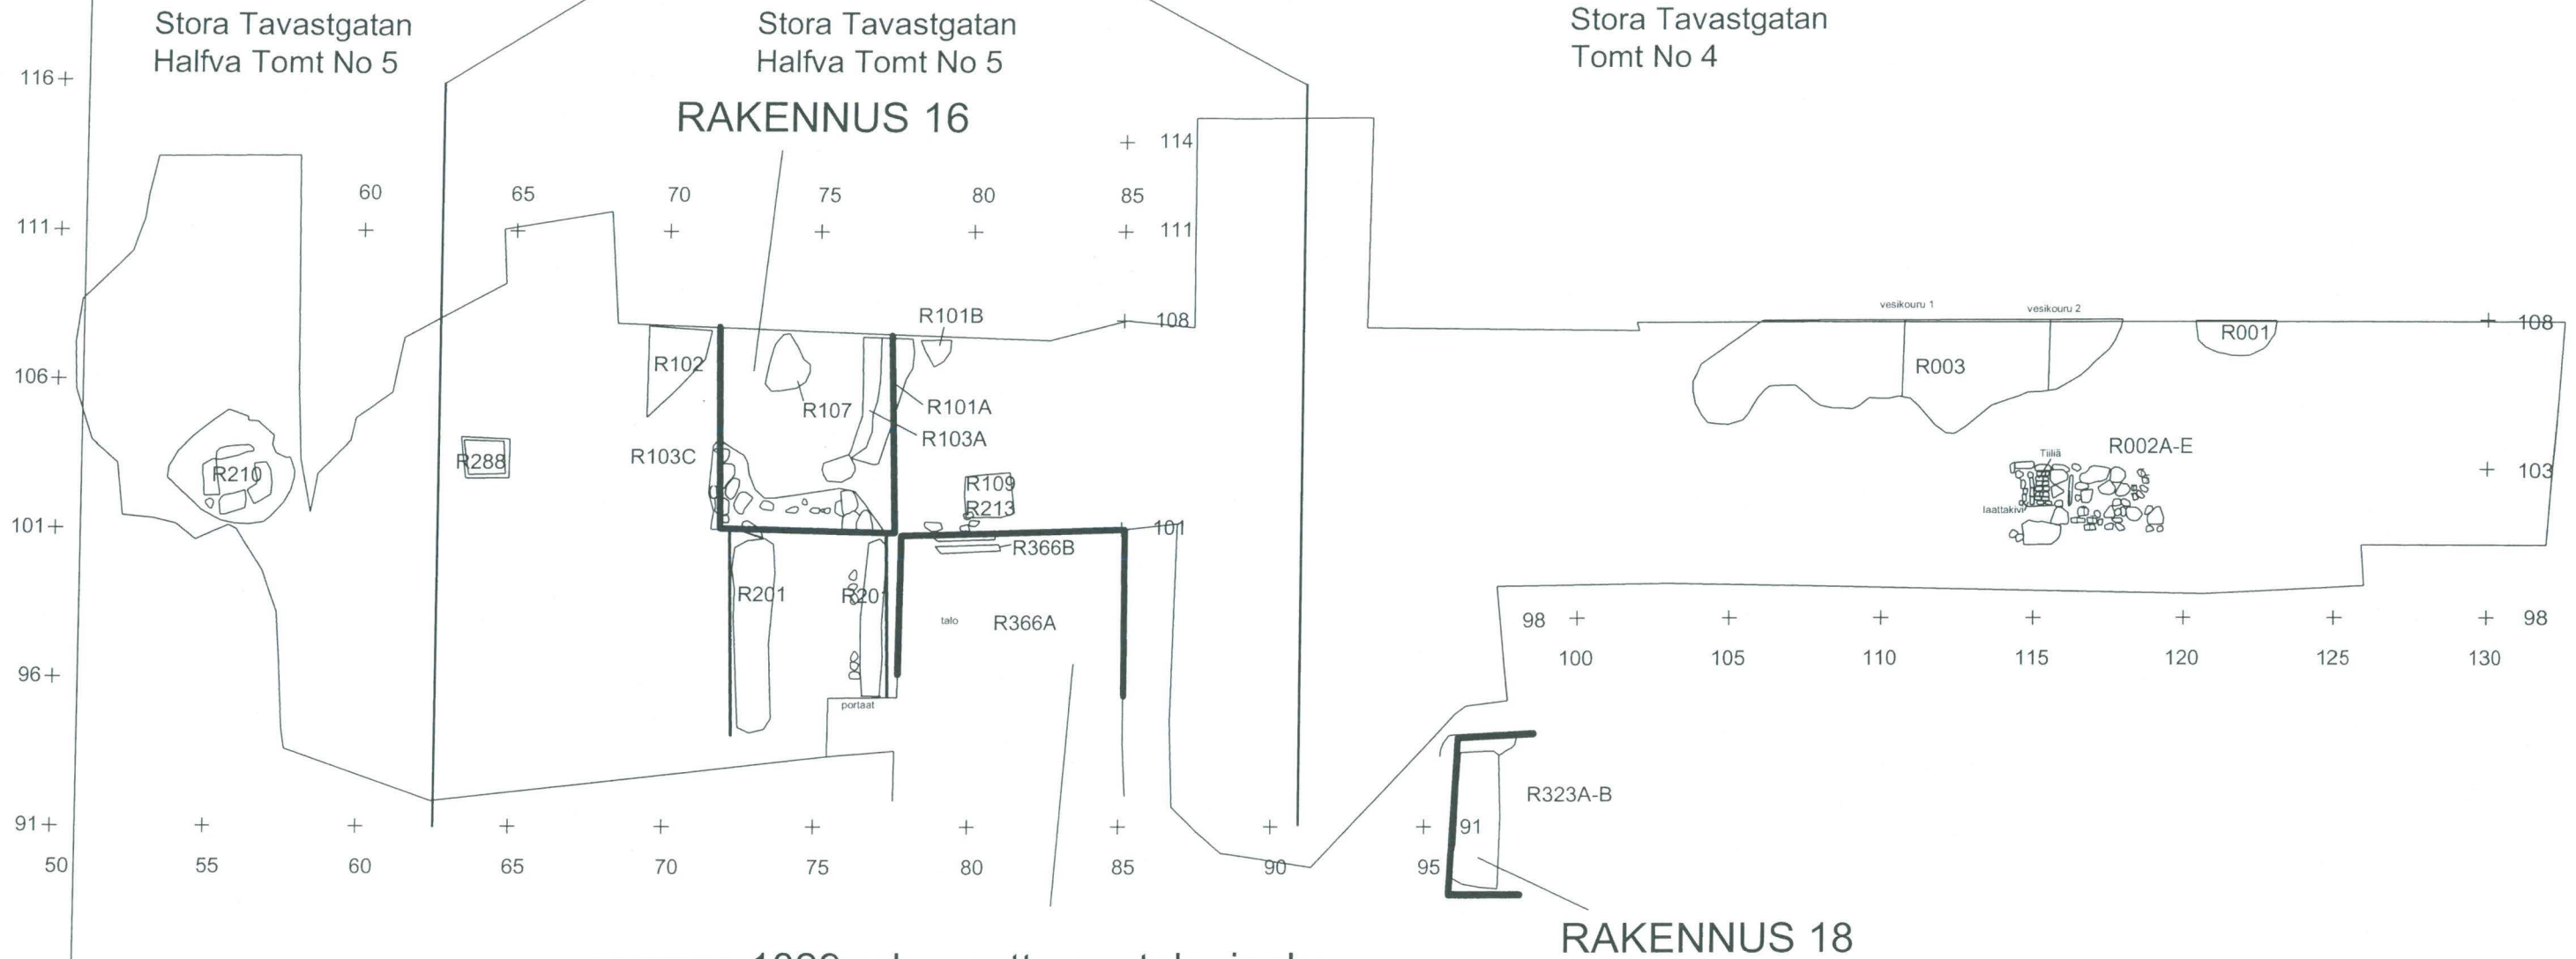 Stora Tavastgatan
Halfva Tomt No 5
Stora Tavastgatan
Halfva Tomt No 5
Stora Tavastgatan
Tomt No 4
116
RAKENNUS 16
114
60
65
70
75
80
85
111
111
R101B
vesikouru 1
vesikouru 2
108
108
R001
R102
R003
106
R107
R101A
R103A
R103C
R002A-E
Tiiliä
R288
R210
103
R109
R213
laattakivi
101
101
R366B
R201
R201
talo
R366A
98
98
100
105
110
115
120
125
130
96
portaat
R323A-B
91
91
50
55
60
65
70
75
80
85
90
95
RAKENNUS 18